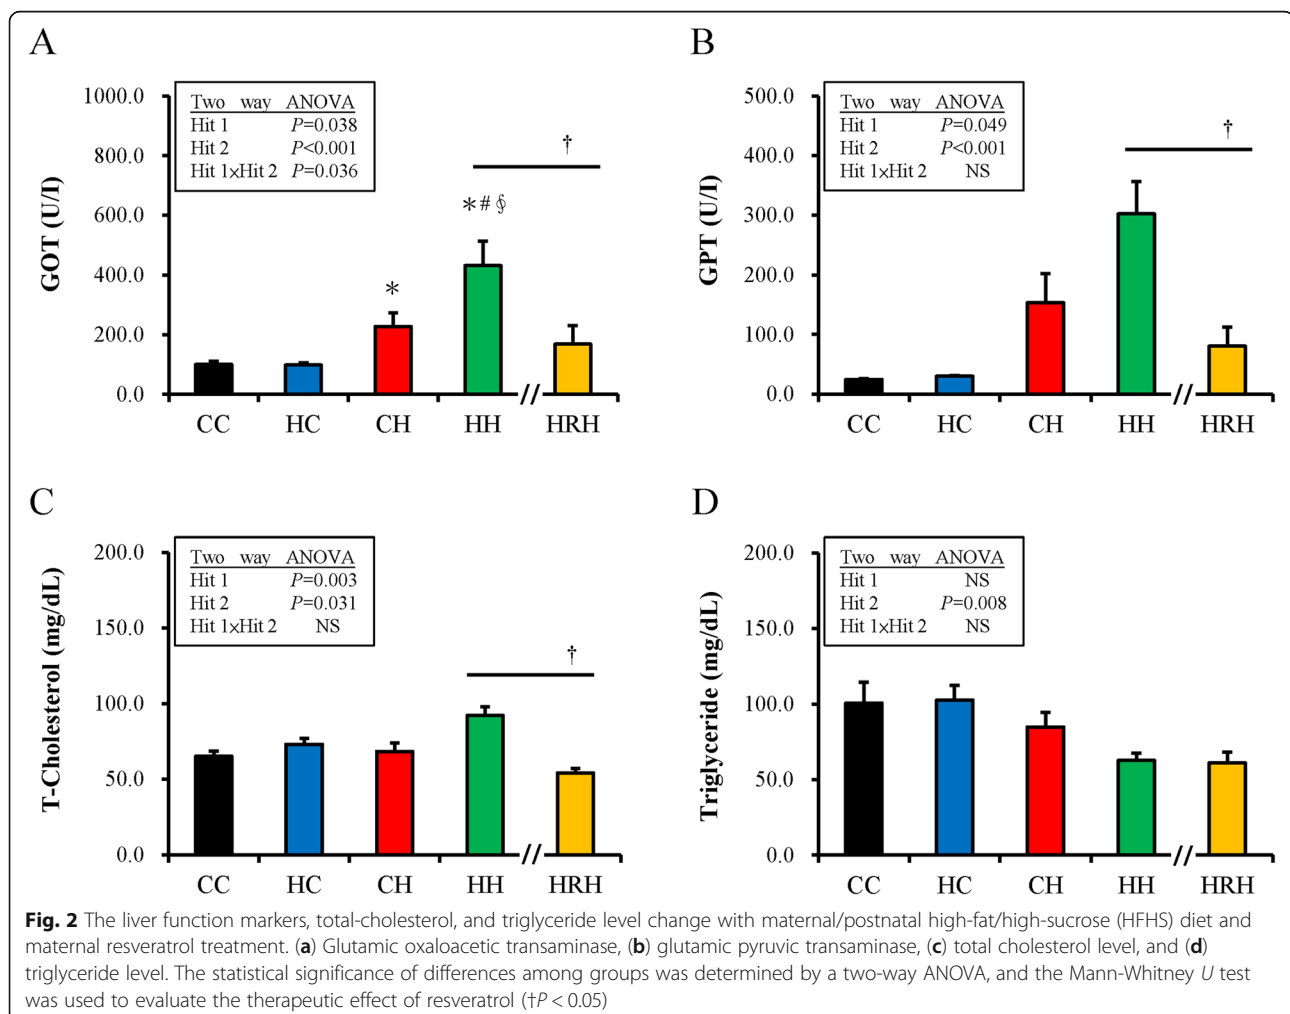 A
1000.0
800.0
600.0
400.0
200.0
0.0
GOT (U/I)
Two way ANOVA
Hit 1 P=0.038
Hit 2 P<0.001
Hit 1×Hit 2 P=0.036
†
*#§
*
CC HC CH HH // HRH
B
500.0
400.0
300.0
200.0
100.0
0.0
GPT (U/I)
Two way ANOVA
Hit 1 P=0.049
Hit 2 P<0.001
Hit 1×Hit 2 NS
†
CC HC CH HH // HRH
C
200.0
150.0
100.0
50.0
0.0
T-Cholesterol (mg/dL)
Two way ANOVA
Hit 1 P=0.003
Hit 2 P=0.031
Hit 1×Hit 2 NS
†
CC HC CH HH // HRH
D
200.0
150.0
100.0
50.0
0.0
Triglyceride (mg/dL)
Two way ANOVA
Hit 1 NS
Hit 2 P=0.008
Hit 1×Hit 2 NS
CC HC CH HH // HRH
Fig. 2 The liver function markers, total-cholesterol, and triglyceride level change with maternal/postnatal high-fat/high-sucrose (HFHS) diet and
maternal resveratrol treatment. (a) Glutamic oxaloacetic transaminase, (b) glutamic pyruvic transaminase, (c) total cholesterol level, and (d)
triglyceride level. The statistical significance of differences among groups was determined by a two-way ANOVA, and the Mann-Whitney U test
was used to evaluate the therapeutic effect of resveratrol (†P < 0.05)